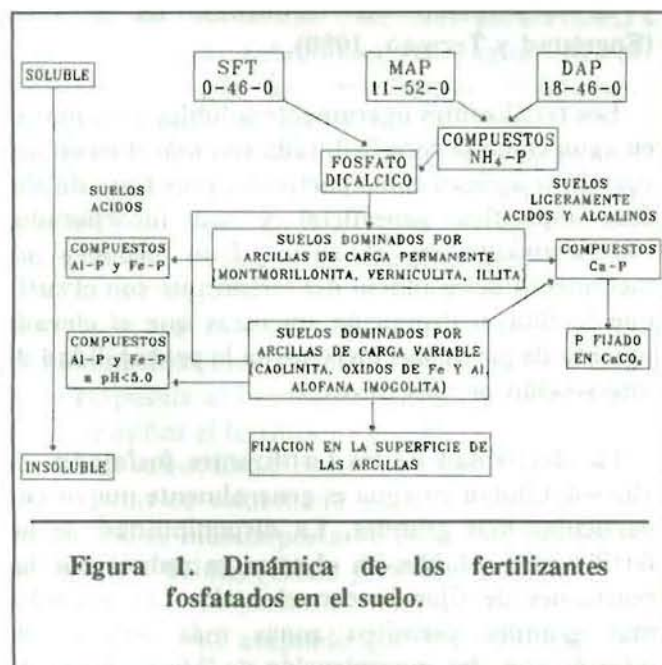 (Engelstad y Terman, 1980).
SFT
0-46-0
MAP
11-52-0
DAP
18-46-0
SOLUBLE
COMPUESTOS
NH₄-P
FOSFATO
DICALCICO
SUELOS
ACIDOS
SUELOS
LIGERAMENTE
ACIDOS Y ALCALINOS
COMPUESTOS
Al-P y Fe-P
SUELOS DOMINADOS POR
ARCILLAS DE CARGA PERMANENTE
(MONTMORILLONITA, VERMICULITA, ILLITA)
COMPUESTOS
Ca-P
COMPUESTOS
Al-P y Fe-P
a pH<5.0
SUELOS DOMINADOS POR
ARCILLAS DE CARGA VARIABLE
(CAOLINITA, OXIDOS DE Fe Y Al,
ALOFANA IMOGOLITA)
P FIJADO
EN CaCO₃
INSOLUBLE
FIJACION EN LA SUPERFICIE DE
LAS ARCILLAS
Figura 1. Dinámica de los fertilizantes
fosfatados en el suelo.